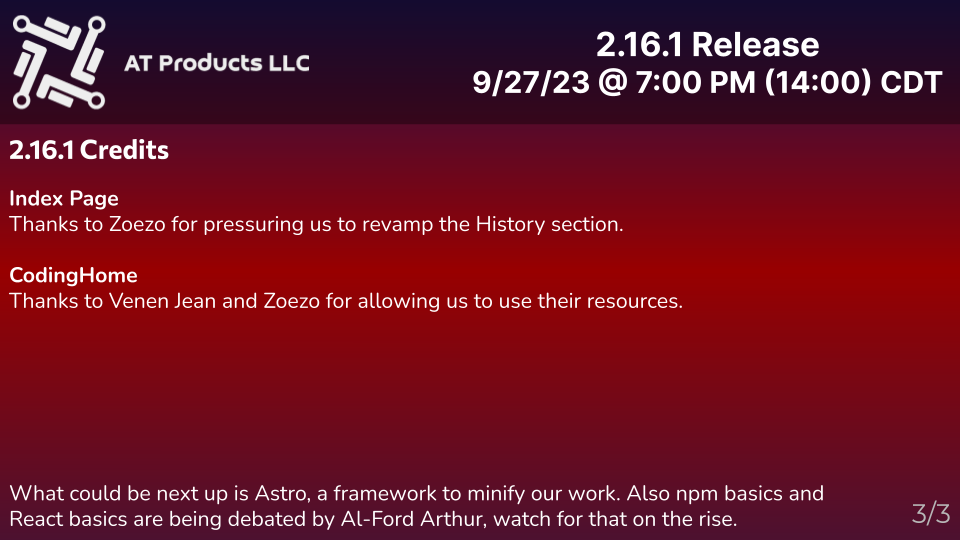 AT Products LLC
2.16.1 Release
9/27/23 @ 7:00 PM (14:00) CDT
2.16.1 Credits
Index Page
Thanks to Zoezo for pressuring us to revamp the History section.
CodingHome
Thanks to Venen Jean and Zoezo for allowing us to use their resources.
What could be next up is Astro, a framework to minify our work. Also npm basics and
React basics are being debated by Al-Ford Arthur, watch for that on the rise.
3/3